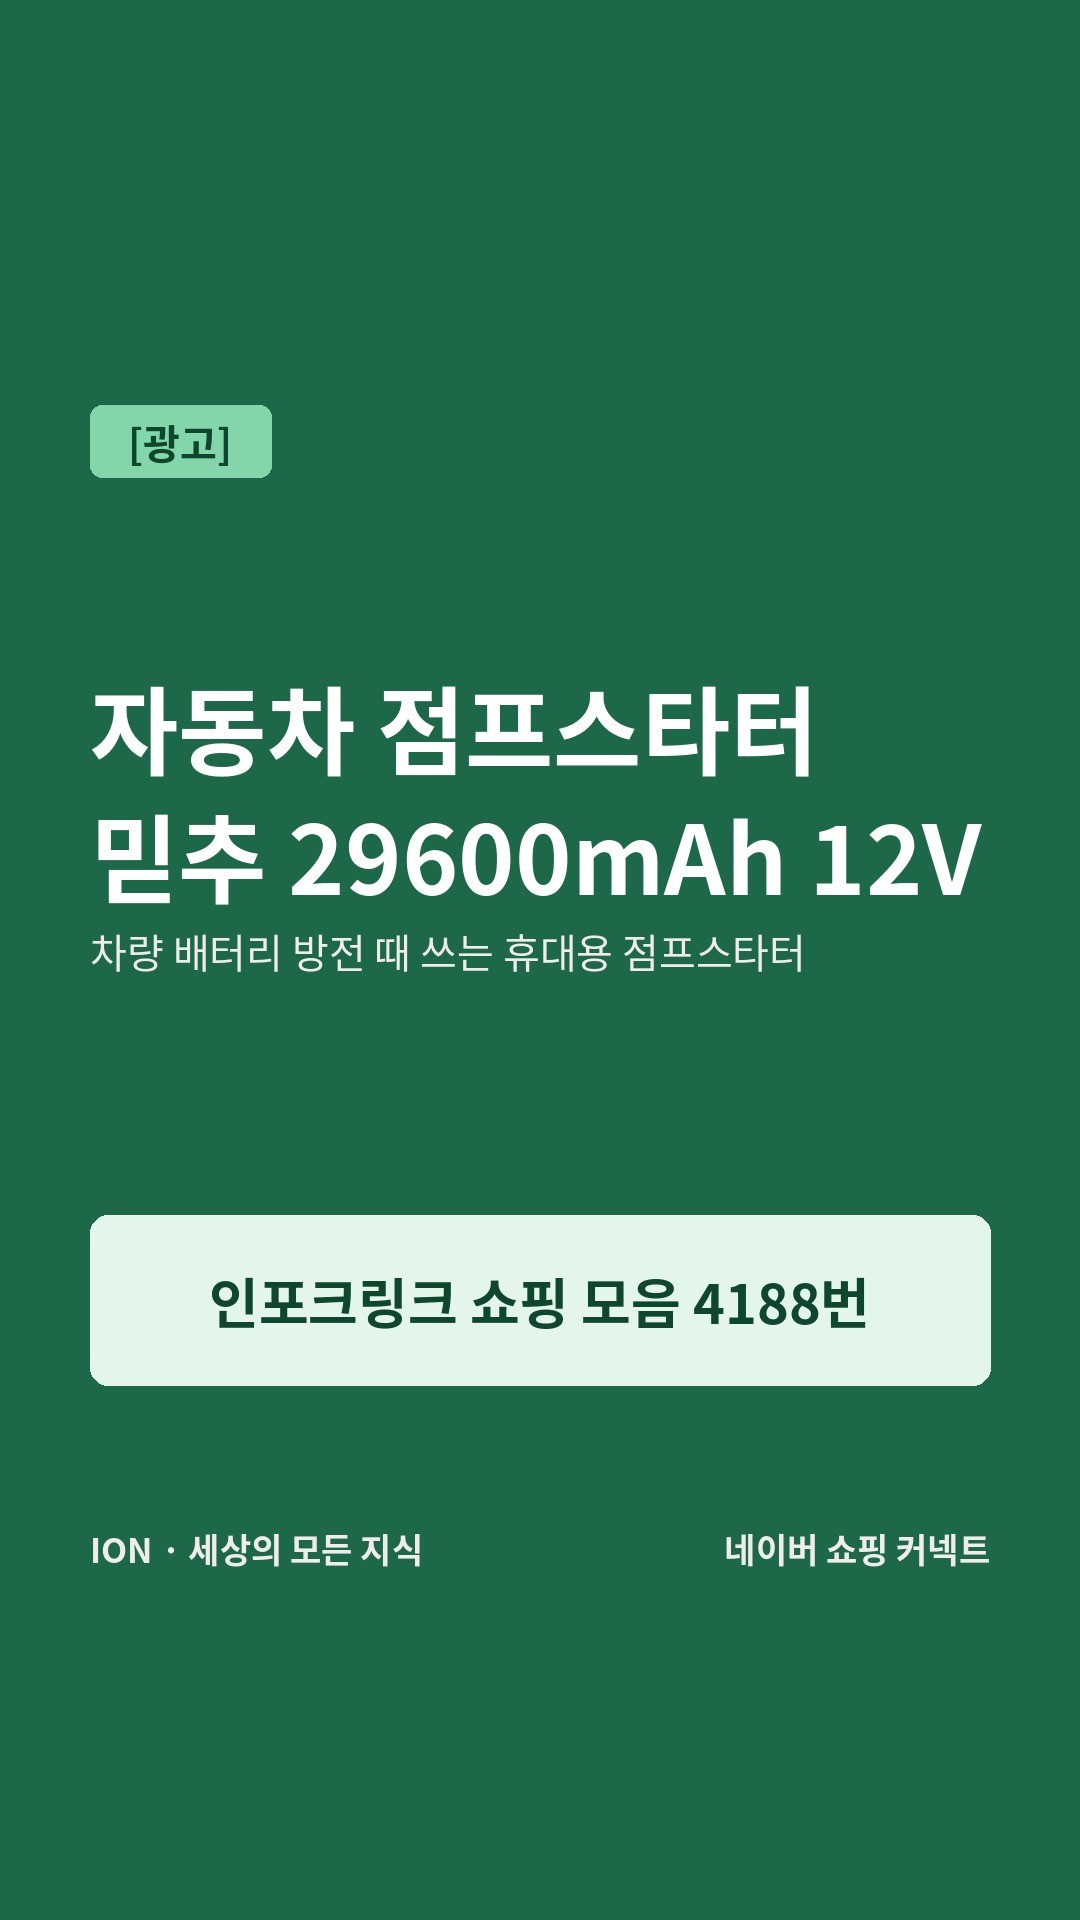 [광고]
자동차 점프스타터
믿추 29600mAh 12V
차량 배터리 방전 때 쓰는 휴대용 점프스타터
인포크링크 쇼핑 모음 4188번
ION · 세상의 모든 지식
네이버 쇼핑 커넥트